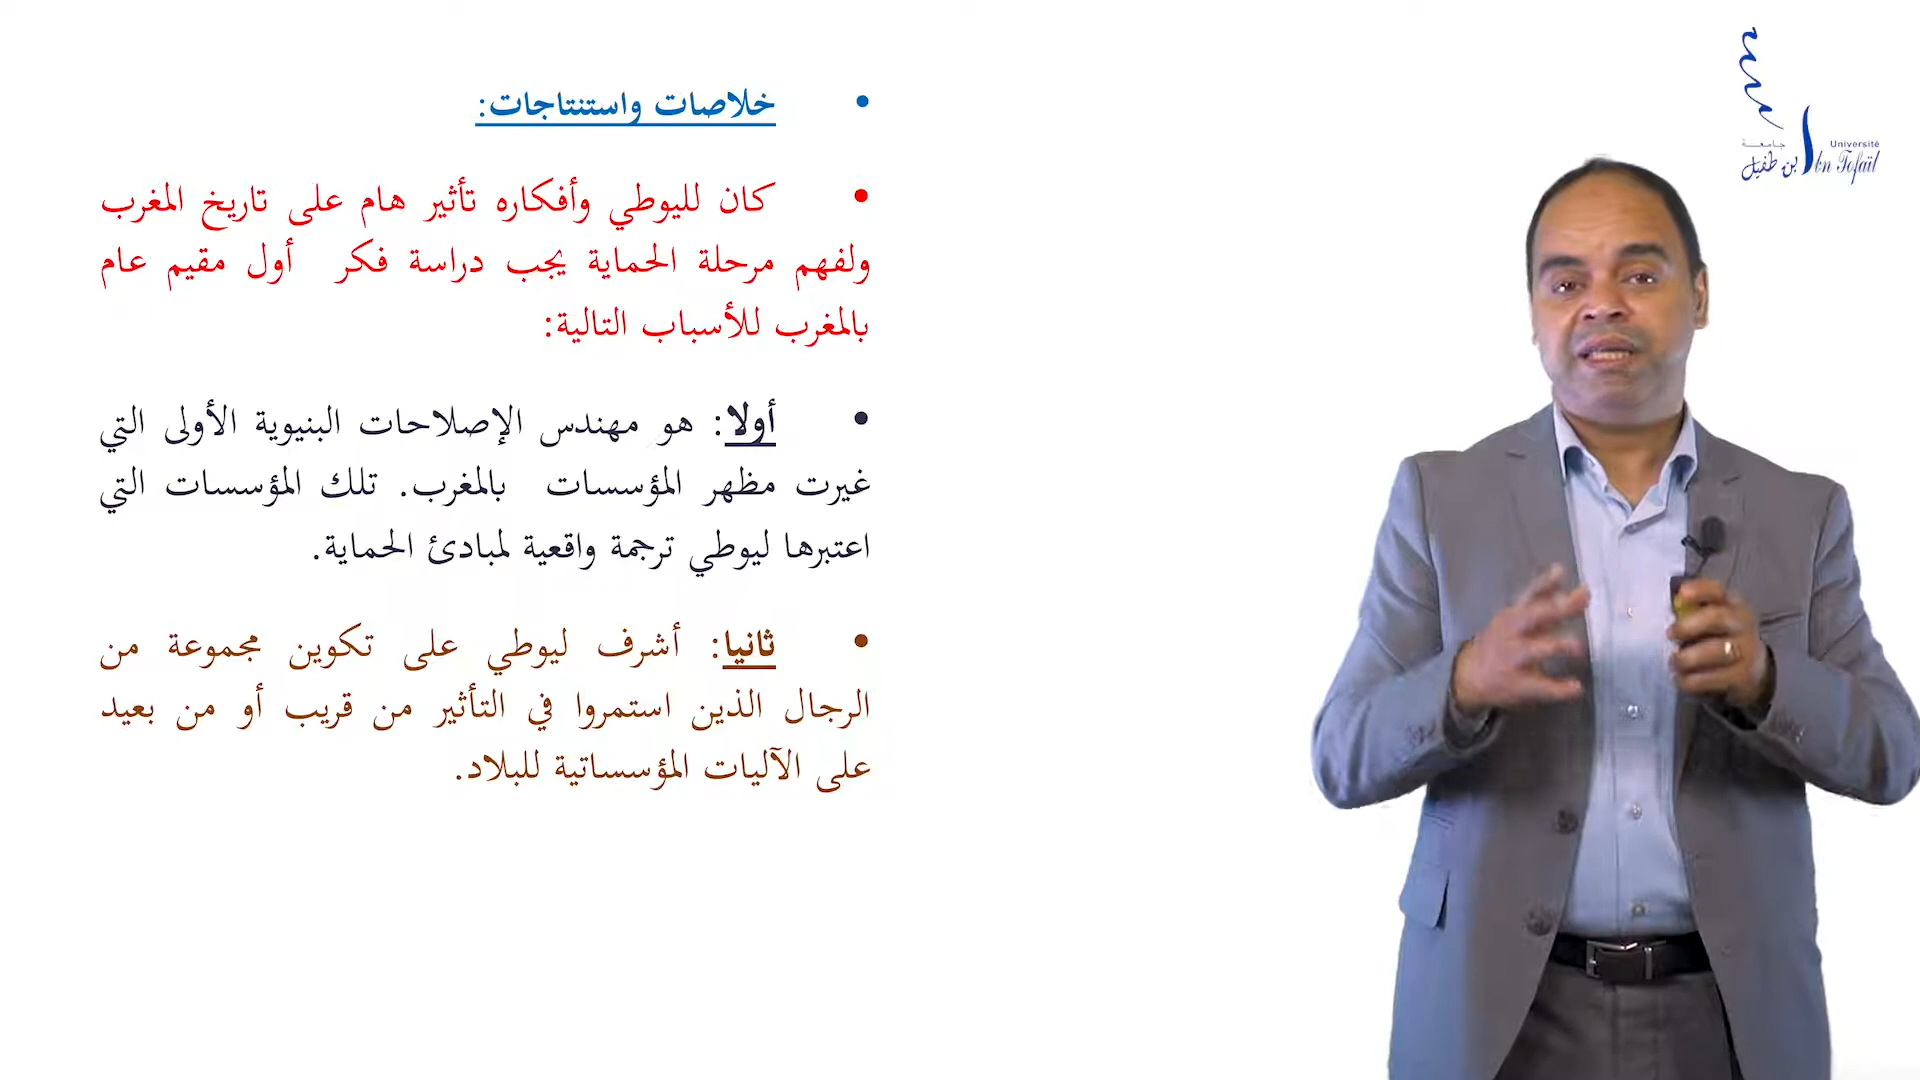 • خلاصات واستنتاجات:
• كان لليوطي وأفكاره تأثير هام على تاريخ المغرب
ولفهم مرحلة الحماية يجب دراسة فكر أول مقيم عام
بالمغرب للأسباب التالية:
• أولا: هو مهندس الإصلاحات البنيوية الأولى التي
غيرت مظهر المؤسسات بالمغرب. تلك المؤسسات التي
اعتبرها ليوطي ترجمة واقعية لمبادئ الحماية.
• ثانيا: أشرف ليوطي على تكوين مجموعة من
الرجال الذين استمروا في التأثير من قريب أو من بعيد
على الآليات المؤسساتية للبلاد.
جامعة Université
ابن طفيل Ibn Tofaïl